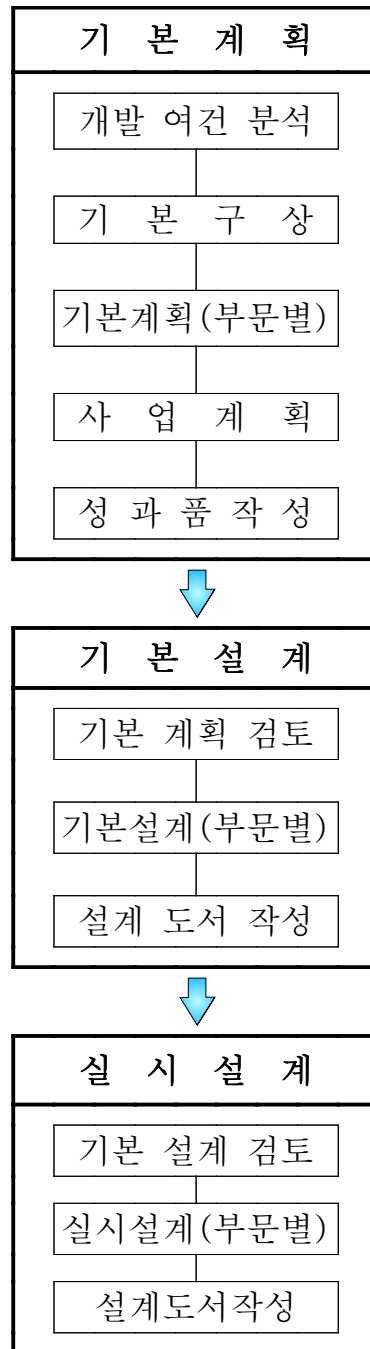 기 본 계 획
개발 여건 분석
기 본 구 상
기본계획(부문별)
사 업 계 획
성 과 품 작 성
기 본 설 계
기본 계획 검토
기본설계(부문별)
설계 도서 작성
실 시 설 계
기본 설계 검토
실시설계(부문별)
설계도서작성